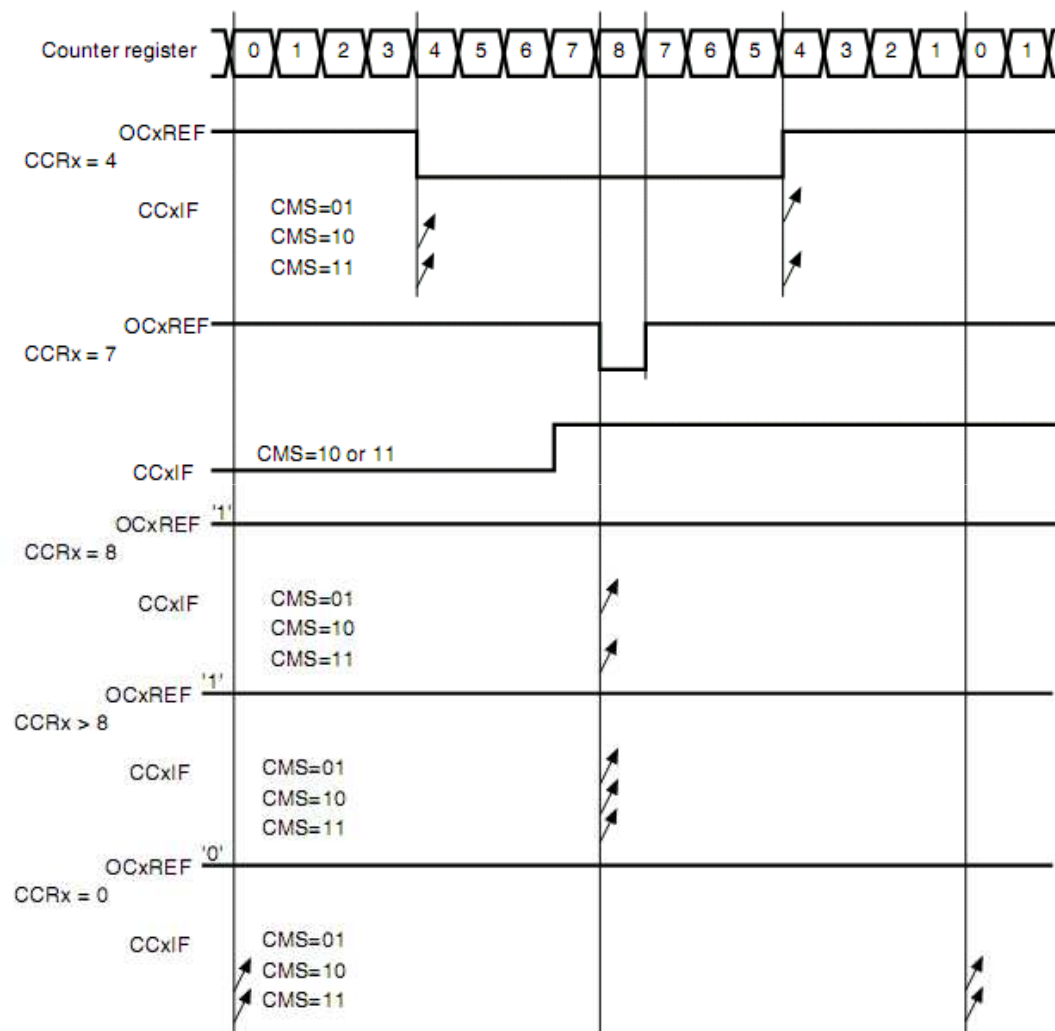 Counter register 0 1 2 3 4 5 6 7 8 7 6 5 4 3 2 1 0 1
OCxREF
CCRx = 4
CCxIF CMS=01
CMS=10
CMS=11
OCxREF
CCRx = 7
CMS=10 or 11
CCxIF
OCxREF '1'
CCRx = 8
CCxIF CMS=01
CMS=10
CMS=11
OCxREF '1'
CCRx > 8
CCxIF CMS=01
CMS=10
CMS=11
OCxREF '0'
CCRx = 0
CCxIF CMS=01
CMS=10
CMS=11